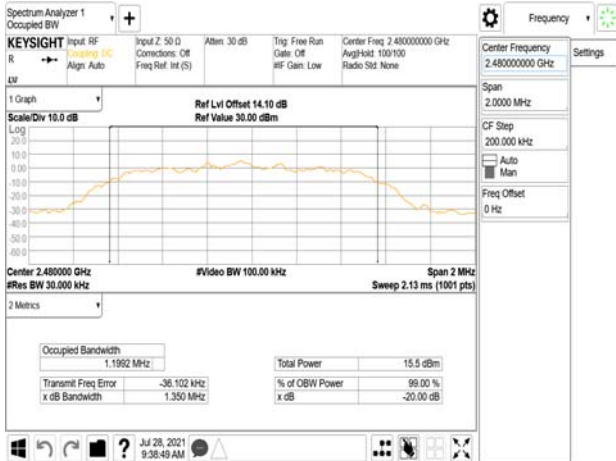 Spectrum Analyzer 1
Occupied BW
+
Frequency
KEYSIGHT
R
LVI
Input: RF
Coupling: DC
Align: Auto
Input Z: 50 Ω
Corrections: Off
Freq Ref: Int (S)
Atten: 30 dB
Trig: Free Run
Gate: Off
#IF Gain: Low
Center Freq: 2.480000000 GHz
Avg|Hold: 100/100
Radio Std: None
Center Frequency
2.480000000 GHz
Settings
Span
2.0000 MHz
CF Step
200.000 kHz
Auto
Man
Freq Offset
0 Hz
1 Graph
Scale/Div 10.0 dB
Ref Lvl Offset 14.10 dB
Ref Value 30.00 dBm
Log
20.0
10.0
0.00
-10.0
-20.0
-30.0
-40.0
-50.0
-60.0
Center 2.480000 GHz
#Res BW 30.000 kHz
#Video BW 100.00 kHz
Span 2 MHz
Sweep 2.13 ms (1001 pts)
2 Metrics
Occupied Bandwidth
1.1992 MHz
Total Power 15.5 dBm
Transmit Freq Error -36.102 kHz
% of OBW Power 99.00 %
x dB Bandwidth 1.350 MHz
x dB -20.00 dB
?
Jul 28, 2021
9:38:49 AM